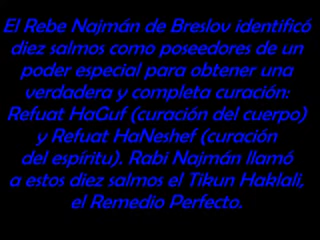 El Rebe Najmán de Breslov identificó
diez salmos como poseedores de un
poder especial para obtener una
verdadera y completa curación:
Refuat HaGuf (curación del cuerpo)
y Refuat HaNeshef (curación
del espíritu). Rabi Najmán llamó
a estos diez salmos el Tikun Haklali,
el Remedio Perfecto.